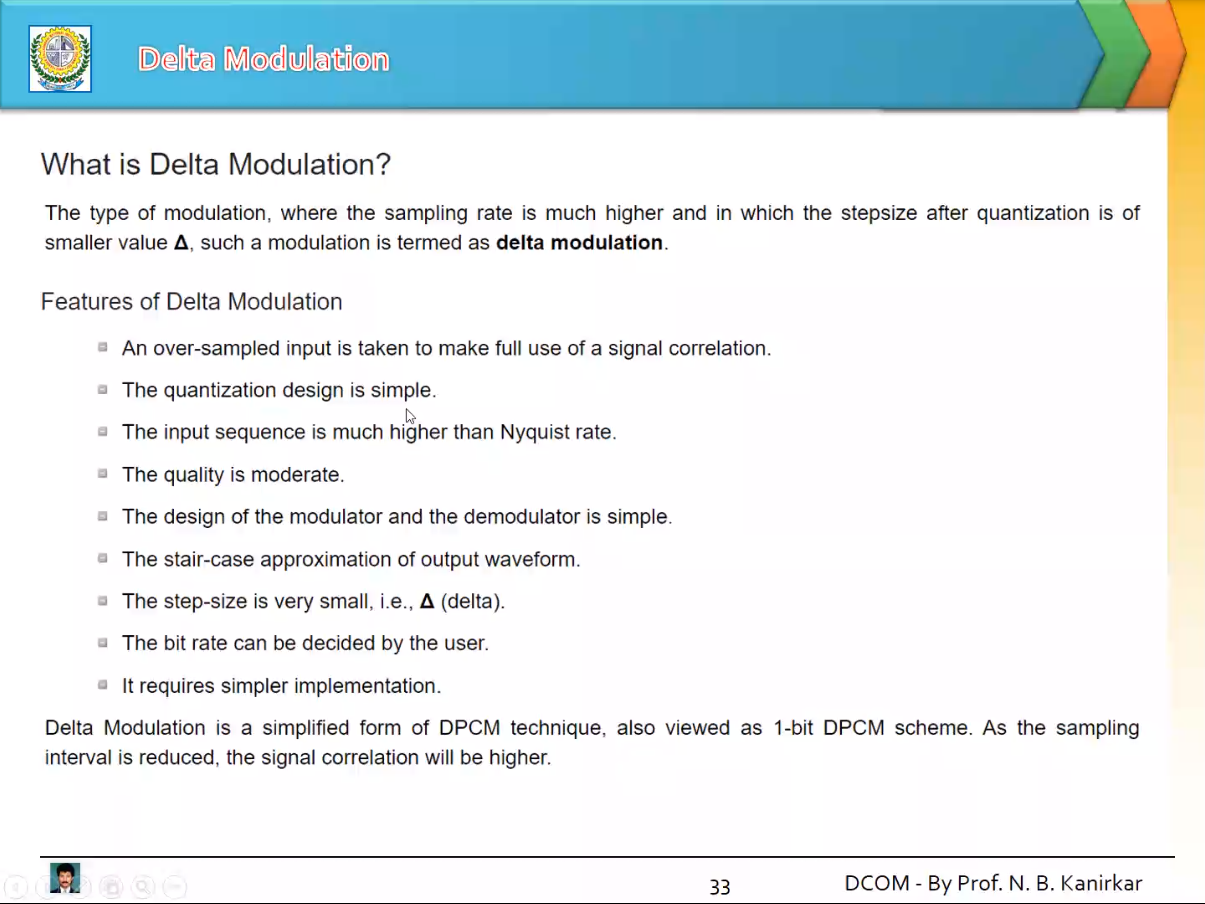 Delta Modulation
What is Delta Modulation?
The type of modulation, where the sampling rate is much higher and in which the stepsize after quantization is of
smaller value Δ, such a modulation is termed as delta modulation.
Features of Delta Modulation
An over-sampled input is taken to make full use of a signal correlation.
The quantization design is simple.
The input sequence is much higher than Nyquist rate.
The quality is moderate.
The design of the modulator and the demodulator is simple.
The stair-case approximation of output waveform.
The step-size is very small, i.e., Δ (delta).
The bit rate can be decided by the user.
It requires simpler implementation.
Delta Modulation is a simplified form of DPCM technique, also viewed as 1-bit DPCM scheme. As the sampling
interval is reduced, the signal correlation will be higher.
33
DCOM - By Prof. N. B. Kanirkar